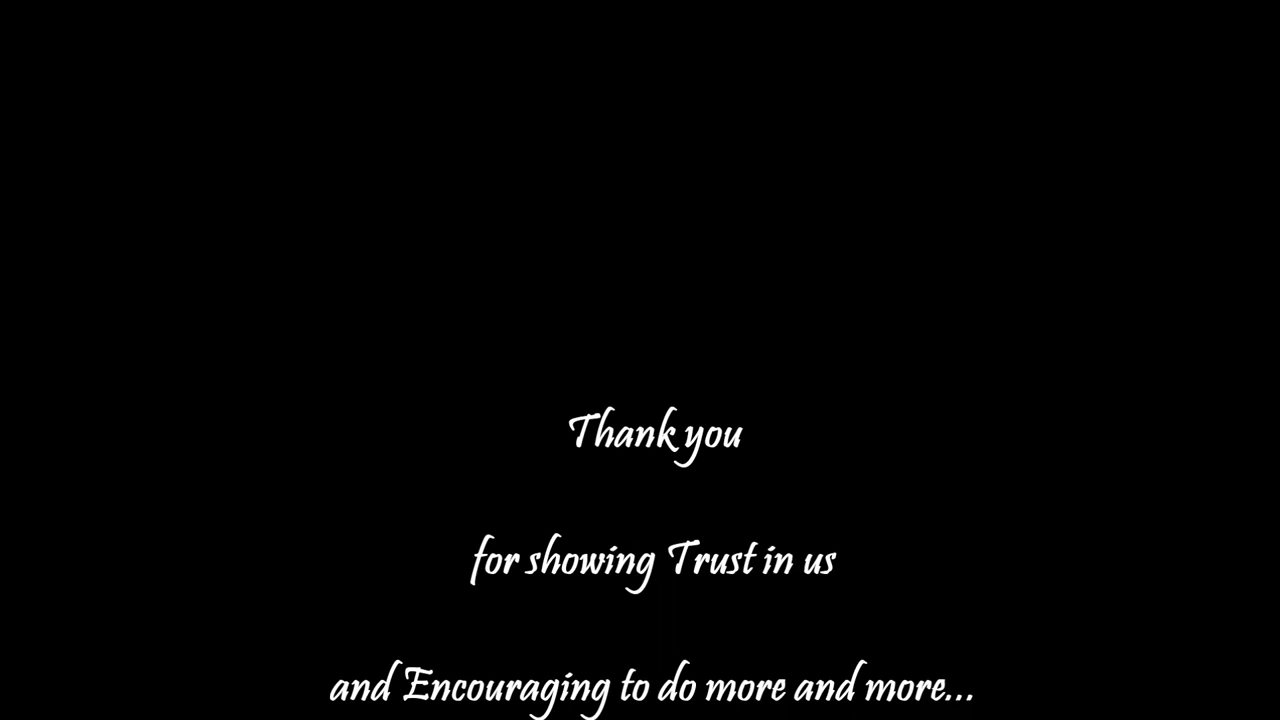 Thank you
for showing Trust in us
and Encouraging to do more and more...